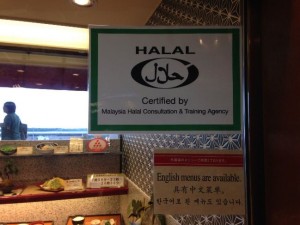 HALAL
حلال
Certified by
Malaysia Halal Consultation & Training Agency
English menus are available.
具有中文菜单。
한국어로 된 메뉴도 있습니다.